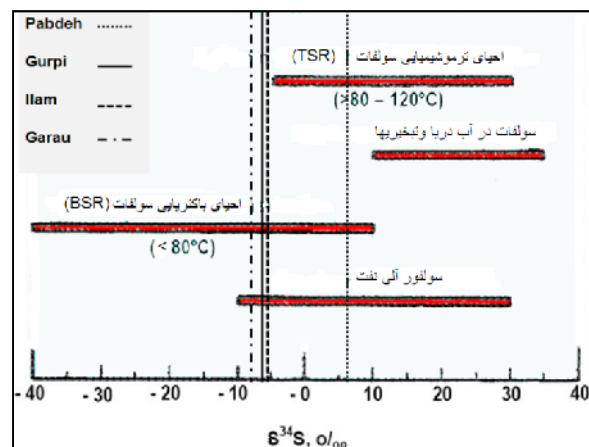 Pabdeh
Gurpi
Ilam
Garau
احیای ترموشیمیایی سولفات (TSR)
(>80 – 120°C)
سولفات در آب دریا وتبخیریها
احیای باکتریایی سولفات (BSR)
(< 80°C)
سولفور آلی نفت
- 40 - 30 - 20 - 10 - 0 10 20 30 40
δ³⁴S, o/oo